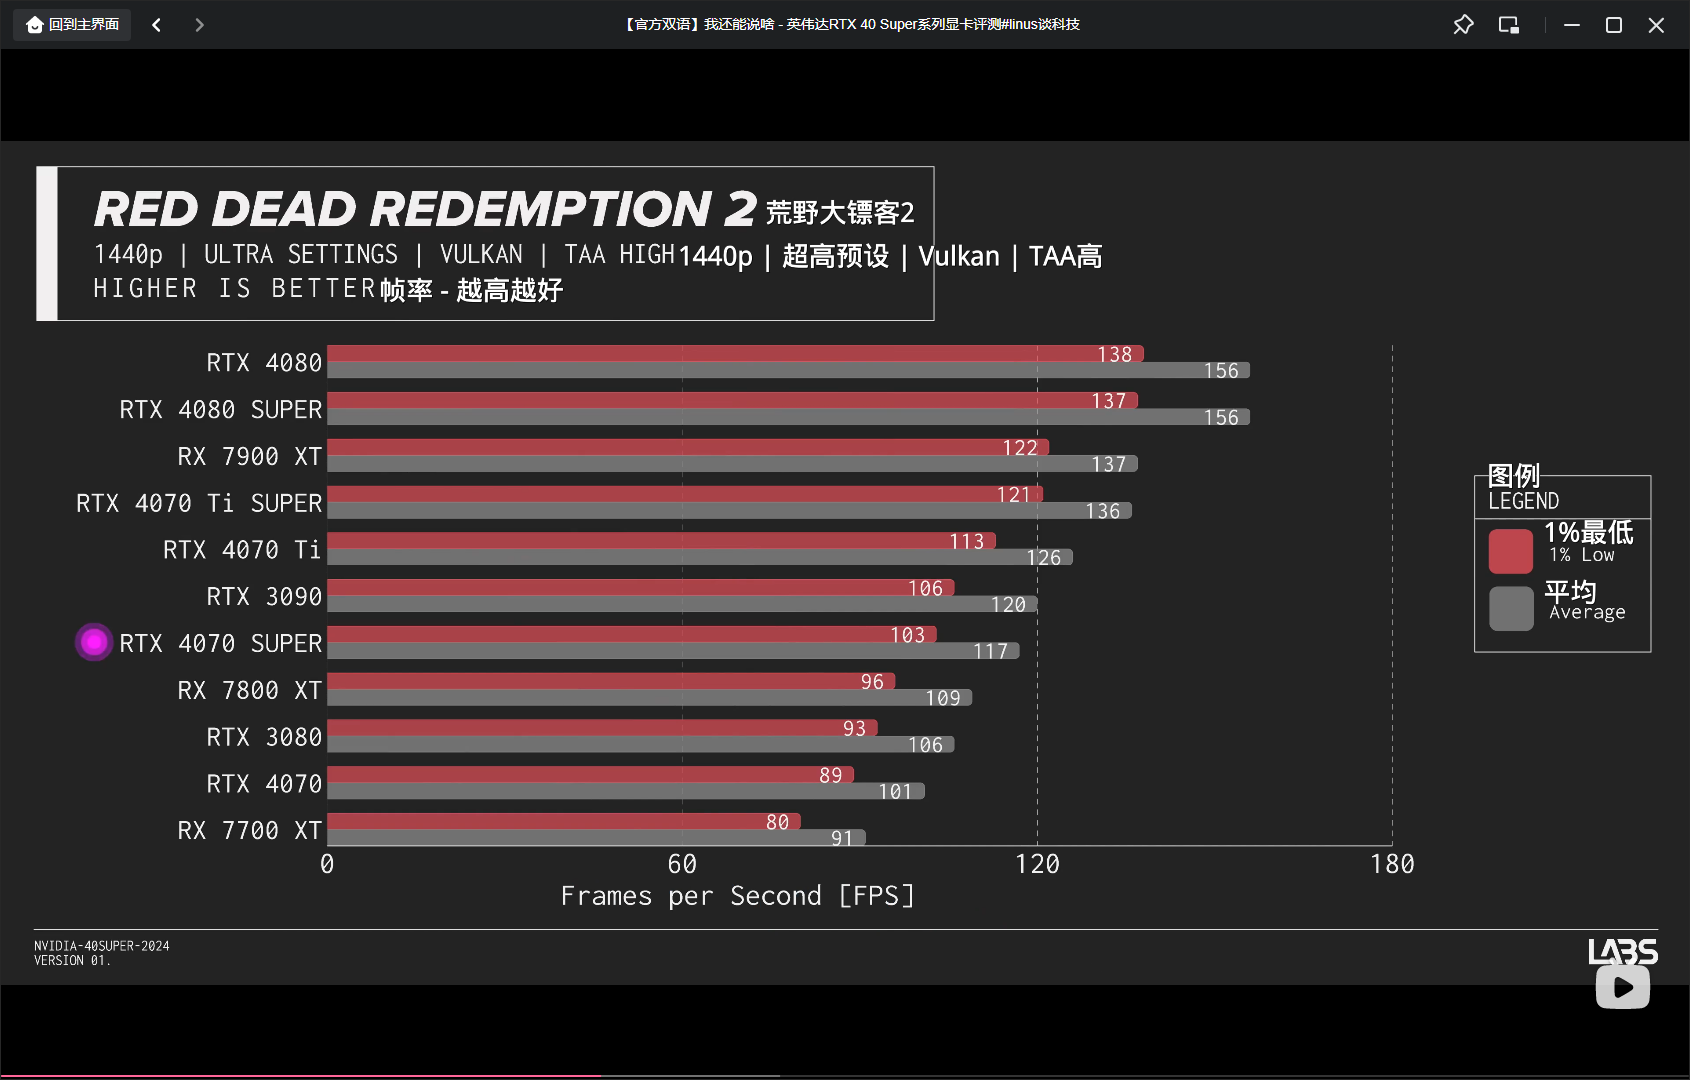 回到主界面
【官方双语】我还能说啥 - 英伟达RTX 40 Super系列显卡评测#linus谈科技
RED DEAD REDEMPTION 2 荒野大镖客2
1440p | ULTRA SETTINGS | VULKAN | TAA HIGH 1440p | 超高预设 | Vulkan | TAA高
HIGHER IS BETTER 帧率 - 越高越好
RTX 4080 138 156
RTX 4080 SUPER 137 156
RX 7900 XT 122 137
RTX 4070 Ti SUPER 121 136
RTX 4070 Ti 113 126
RTX 3090 106 120
RTX 4070 SUPER 103 117
RX 7800 XT 96 109
RTX 3080 93 106
RTX 4070 89 101
RX 7700 XT 80 91
0 60 120 180
Frames per Second [FPS]
图例
LEGEND
1%最低
1% Low
平均
Average
NVIDIA-40SUPER-2024
VERSION 01.
LABS